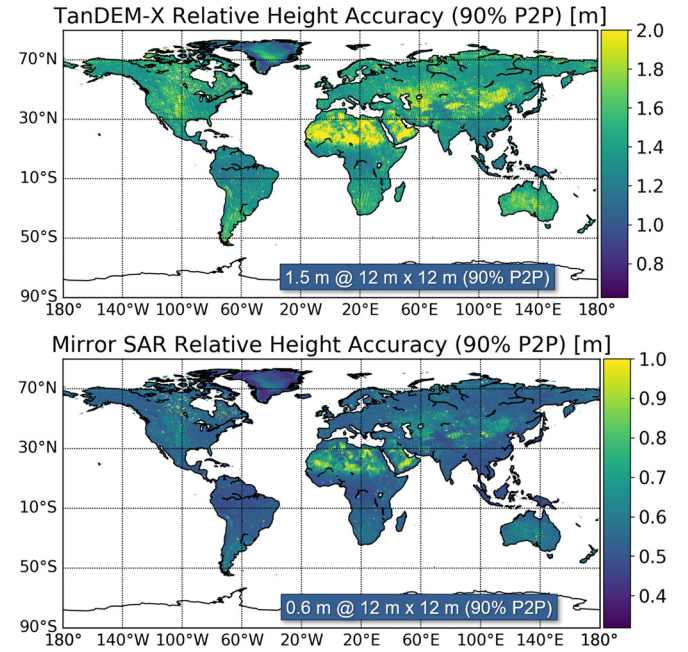 TanDEM-X Relative Height Accuracy (90% P2P) [m]
70°N
30°N
10°S
50°S
90°S
180° 140°W 100°W 60°W 20°W 20°E 60°E 100°E 140°E 180°
1.5 m @ 12 m x 12 m (90% P2P)
2.0
1.8
1.6
1.4
1.2
1.0
0.8
Mirror SAR Relative Height Accuracy (90% P2P) [m]
70°N
30°N
10°S
50°S
90°S
180° 140°W 100°W 60°W 20°W 20°E 60°E 100°E 140°E 180°
0.6 m @ 12 m x 12 m (90% P2P)
1.0
0.9
0.8
0.7
0.6
0.5
0.4